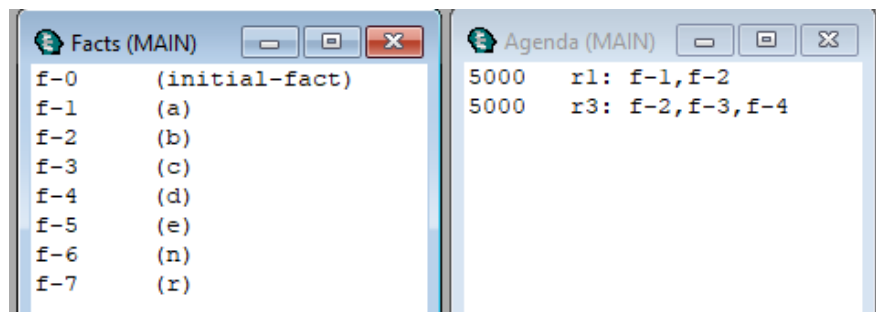 Facts (MAIN)
f-0 (initial-fact)
f-1 (a)
f-2 (b)
f-3 (c)
f-4 (d)
f-5 (e)
f-6 (n)
f-7 (r)
Agenda (MAIN)
5000 r1: f-1,f-2
5000 r3: f-2,f-3,f-4